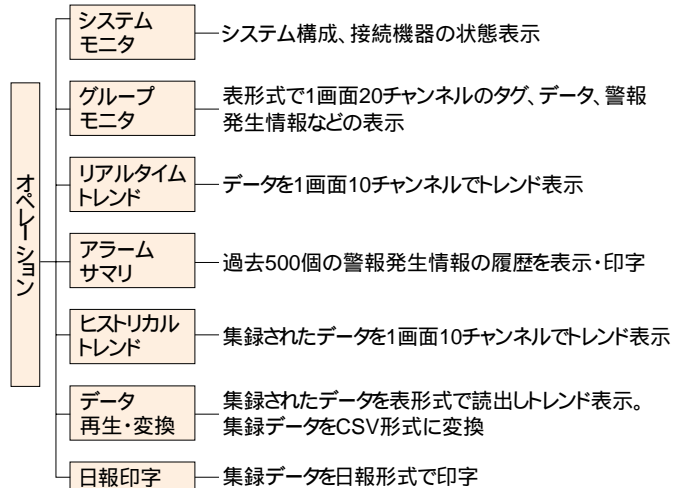 オペレーション
システム
モニタ
システム構成、接続機器の状態表示
グループ
モニタ
表形式で1画面20チャンネルのタグ、データ、警報
発生情報などの表示
リアルタイム
トレンド
データを1画面10チャンネルでトレンド表示
アラーム
サマリ
過去500個の警報発生情報の履歴を表示・印字
ヒストリカル
トレンド
集録されたデータを1画面10チャンネルでトレンド表示
データ
再生・変換
集録されたデータを表形式で読出しトレンド表示。
集録データをCSV形式に変換
日報印字
集録データを日報形式で印字